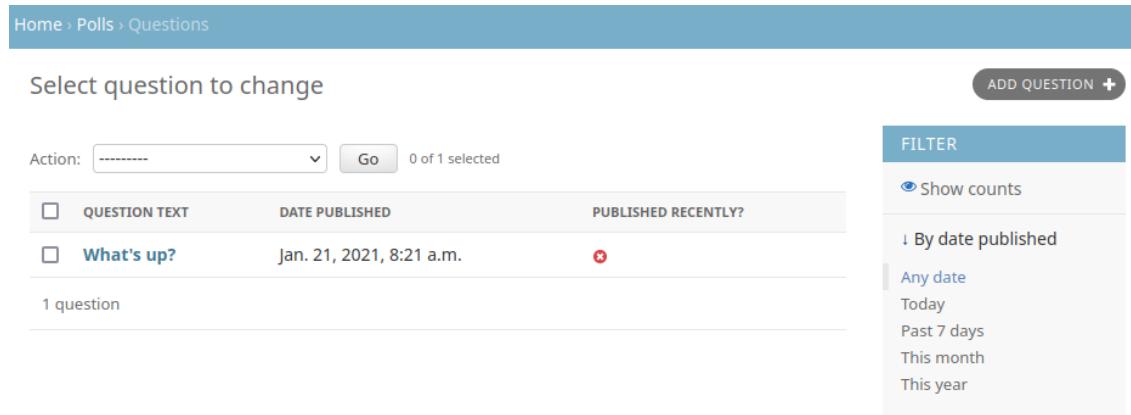 Home › Polls › Questions
Select question to change
ADD QUESTION +
Action: --------- Go 0 of 1 selected
QUESTION TEXT DATE PUBLISHED PUBLISHED RECENTLY?
What's up? Jan. 21, 2021, 8:21 a.m.
1 question
FILTER
Show counts
↓ By date published
Any date
Today
Past 7 days
This month
This year